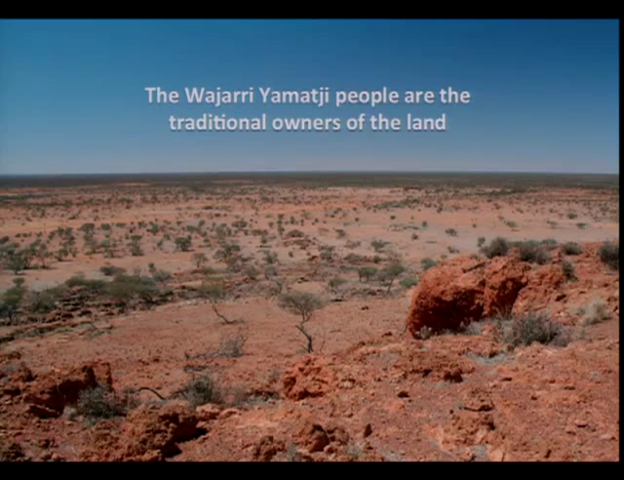 The Wajarri Yamatji people are the
traditional owners of the land